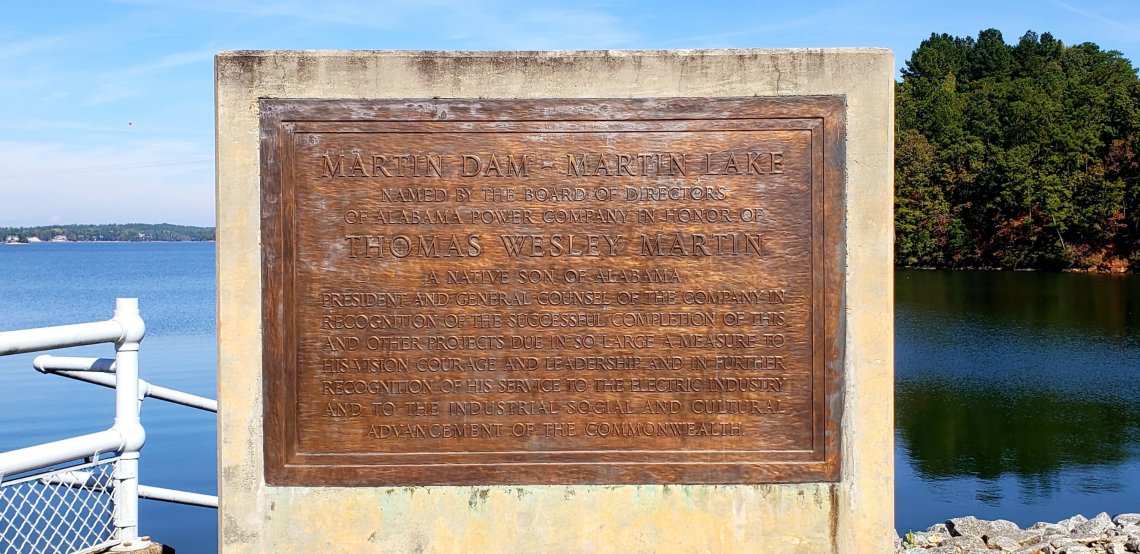 MARTIN DAM – MARTIN LAKE
NAMED BY THE BOARD OF DIRECTORS
OF ALABAMA POWER COMPANY IN HONOR OF
THOMAS WESLEY MARTIN
A NATIVE SON OF ALABAMA
PRESIDENT AND GENERAL COUNSEL OF THE COMPANY IN
RECOGNITION OF THE SUCCESSFUL COMPLETION OF THIS
AND OTHER PROJECTS DUE IN SO LARGE A MEASURE TO
HIS VISION COURAGE AND LEADERSHIP AND IN FURTHER
RECOGNITION OF HIS SERVICE TO THE ELECTRIC INDUSTRY
AND TO THE INDUSTRIAL SOCIAL AND CULTURAL
ADVANCEMENT OF THE COMMONWEALTH.